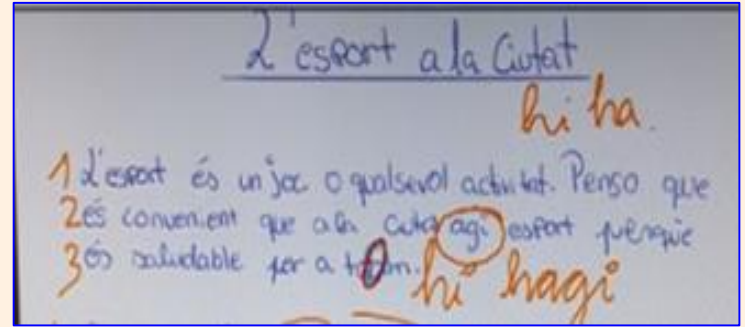 L'esport a la Ciutat
hi ha.
1 L'esport és un joc o qualsevol activitat. Penso que
2 és convenient que a la ciutat agi esport perquè
3 és saludable per a tothom.
hi hagi